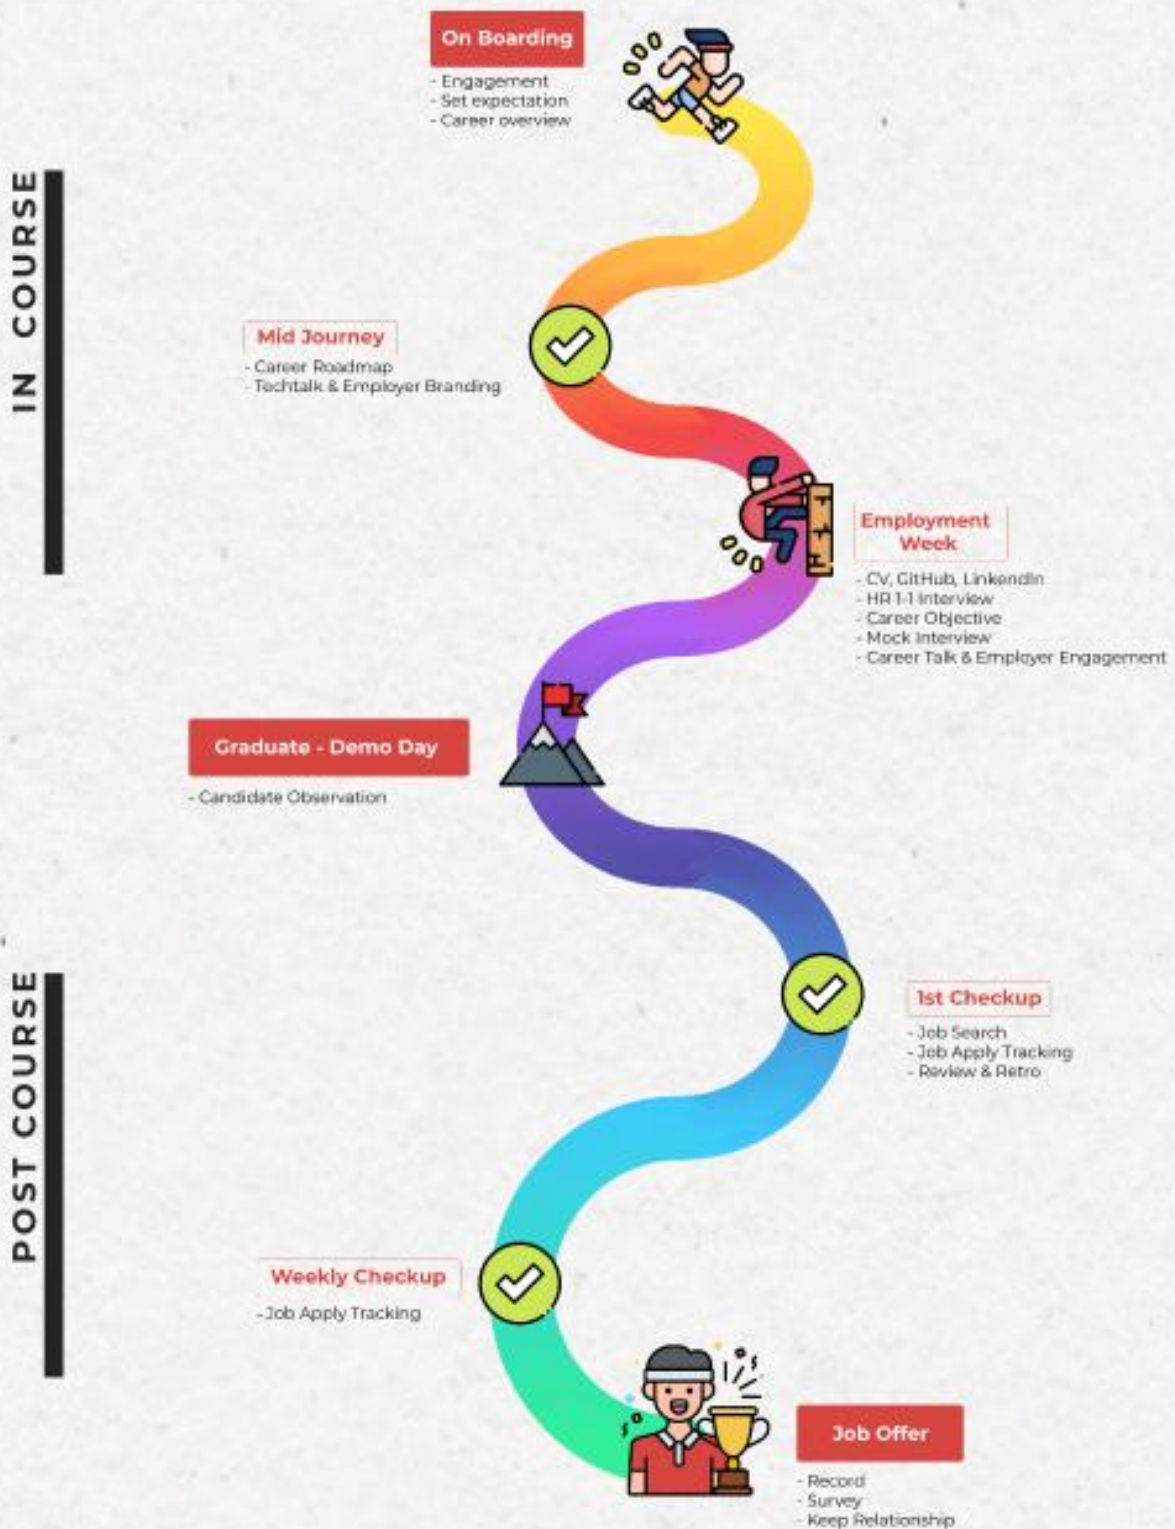 On Boarding
- Engagement
- Set expectation
- Career overview
IN COURSE
Mid Journey
- Career Roadmap
- Techtalk & Employer Branding
Employment
Week
- CV, GitHub, LinkendIn
- HR 1-1 Interview
- Career Objective
- Mock Interview
- Career Talk & Employer Engagement
Graduate - Demo Day
- Candidate Observation
POST COURSE
1st Checkup
- Job Search
- Job Apply Tracking
- Review & Retro
Weekly Checkup
- Job Apply Tracking
Job Offer
- Record
- Survey
- Keep Relationship